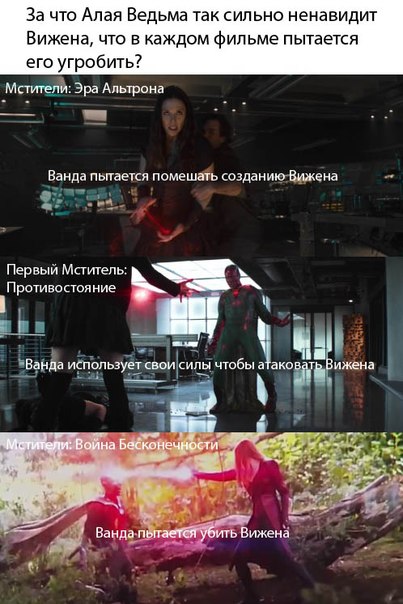 За что Алая Ведьма так сильно ненавидит
Вижена, что в каждом фильме пытается
его угробить?
Мстители: Эра Альтрона
Ванда пытается помешать созданию Вижена
Первый Мститель:
Противостояние
Ванда использует свои силы чтобы атаковать Вижена
Мстители: Война Бесконечности
Ванда пытается убить Вижена